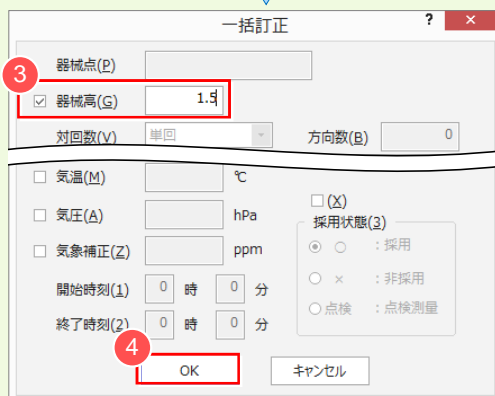 一括訂正 ? ×
器械点(P)
3
器械高(G) 1.5
対回数(V) 単回 方向数(B) 0
気温(M) ℃
気圧(A) hPa (X)
採用状態(3)
気象補正(Z) ppm ○ : 採用
開始時刻(1) 0 時 0 分 × : 非採用
終了時刻(2) 0 時 0 分 点検 : 点検測量
4
OK キャンセル